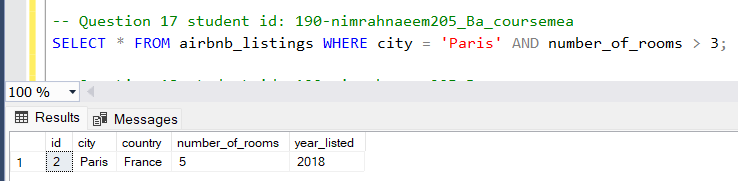 -- Question 17 student id: 190-nimrahnaeem205_Ba_coursemea
SELECT * FROM airbnb_listings WHERE city = 'Paris' AND number_of_rooms > 3;
100 %
Results Messages
id city country number_of_rooms year_listed
1 2 Paris France 5 2018